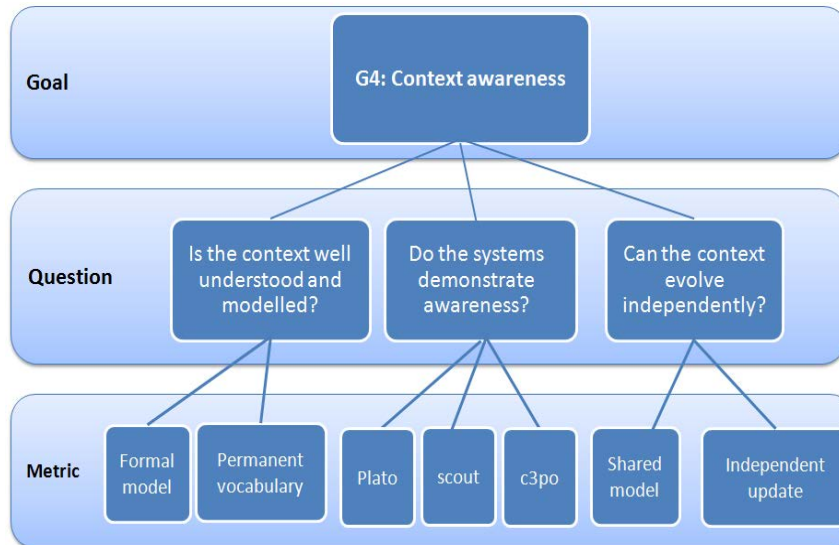 Goal
G4: Context awareness
Question
Is the context well
understood and
modelled?
Do the systems
demonstrate
awareness?
Can the context
evolve
independently?
Metric
Formal
model
Permanent
vocabulary
Plato
scout
c3po
Shared
model
Independent
update